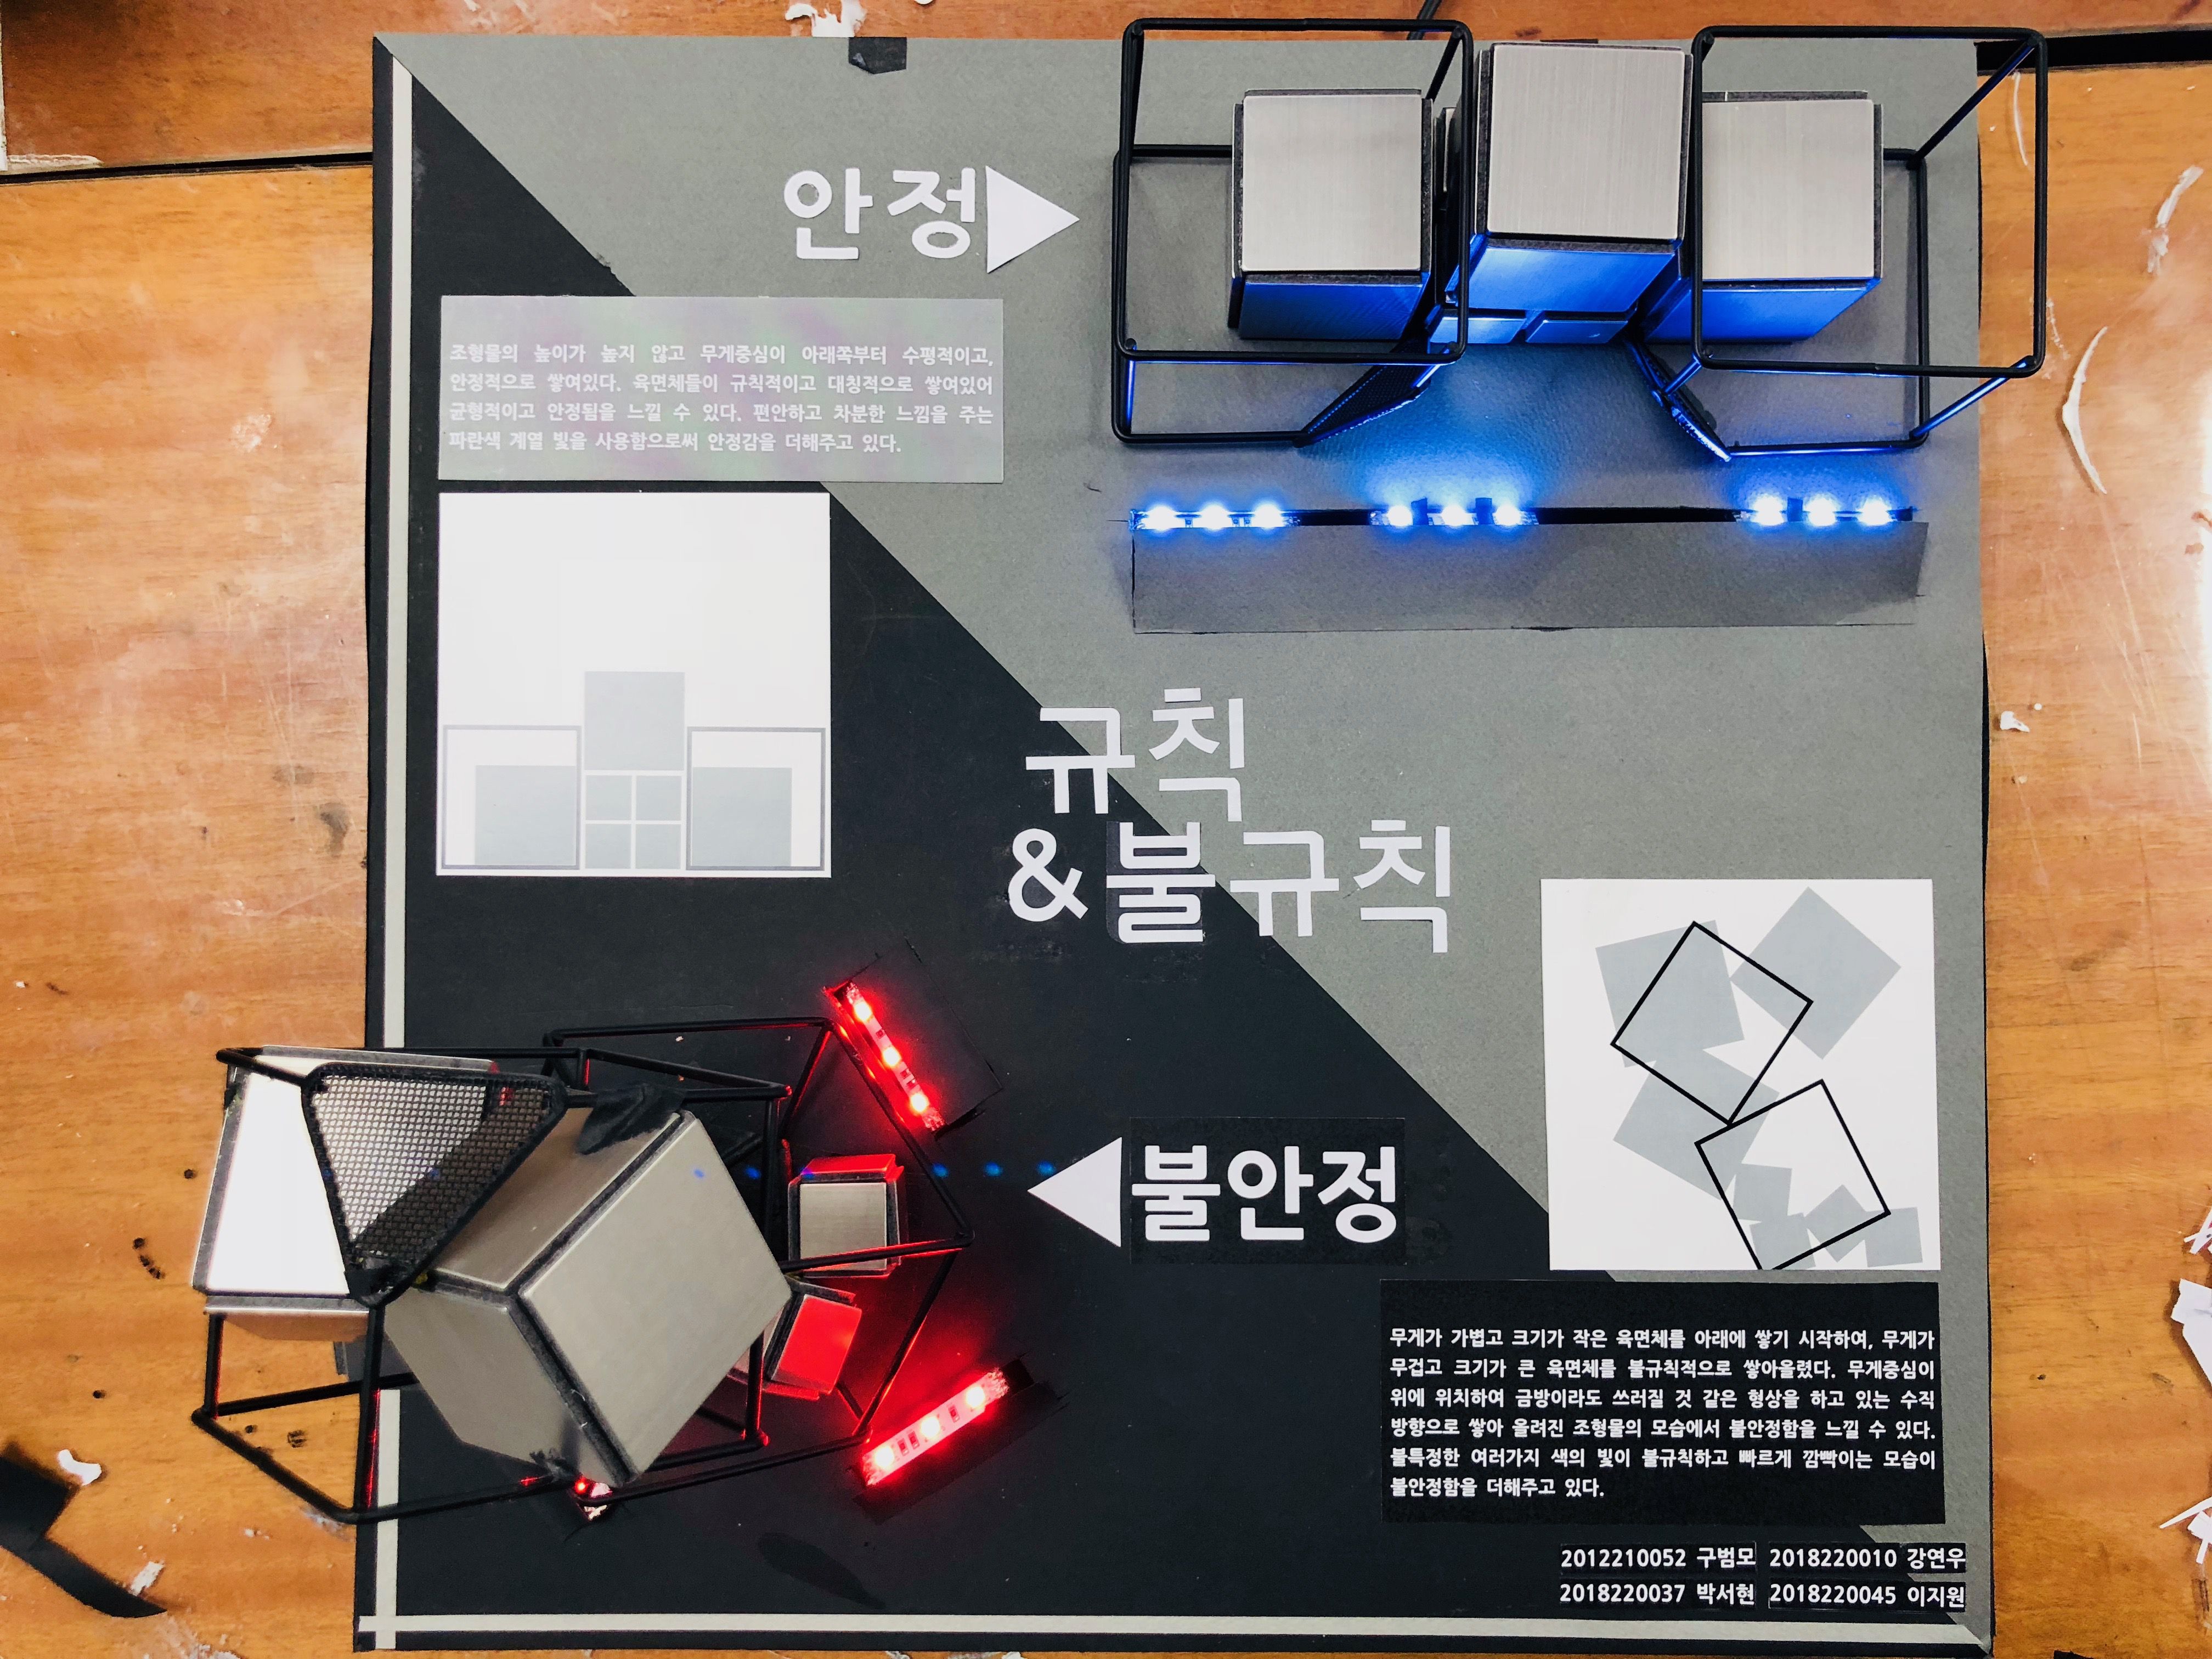 안정
조형물의 높이가 높지 않고 무게중심이 아래쪽부터 수평적이고,
안정적으로 쌓여있다. 육면체들이 규칙적이고 대칭적으로 쌓여있어
균형적이고 안정됨을 느낄 수 있다. 편안하고 차분한 느낌을 주는
파란색 계열 빛을 사용함으로써 안정감을 더해주고 있다.
규칙
&불규칙
불안정
무게가 가볍고 크기가 작은 육면체를 아래에 쌓기 시작하여, 무게가
무겁고 크기가 큰 육면체를 불규칙적으로 쌓아올렸다. 무게중심이
위에 위치하여 금방이라도 쓰러질 것 같은 형상을 하고 있는 수직
방향으로 쌓아 올려진 조형물의 모습에서 불안정함을 느낄 수 있다.
불특정한 여러가지 색의 빛이 불규칙하고 빠르게 깜빡이는 모습이
불안정함을 더해주고 있다.
2012210052 구범모 2018220010 강연우
2018220037 박서현 2018220045 이지원